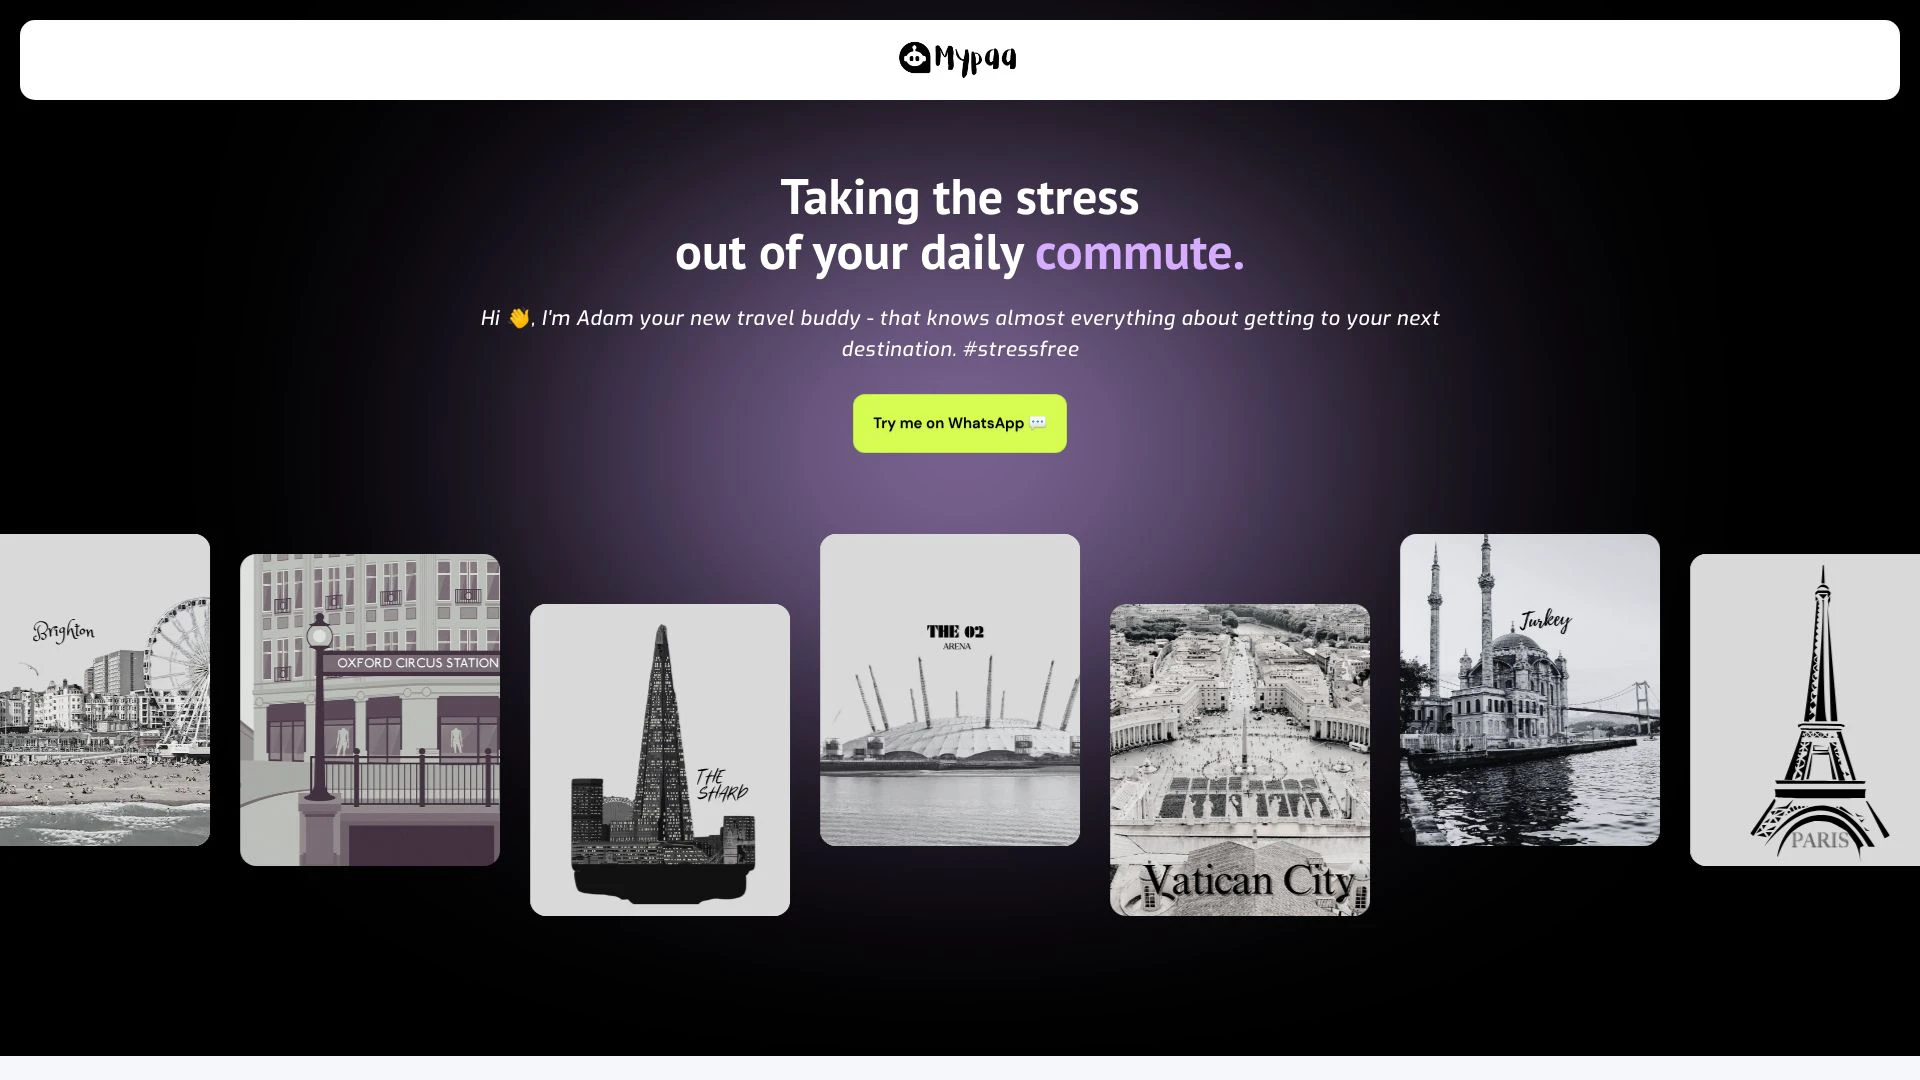 Mypaa
Taking the stress
out of your daily commute.
Hi 👋, I'm Adam your new travel buddy - that knows almost everything about getting to your next
destination. #stressfree
Try me on WhatsApp 💬
Brighton
OXFORD CIRCUS STATION
THE
SHARD
THE O2
ARENA
Vatican City
Turkey
PARIS